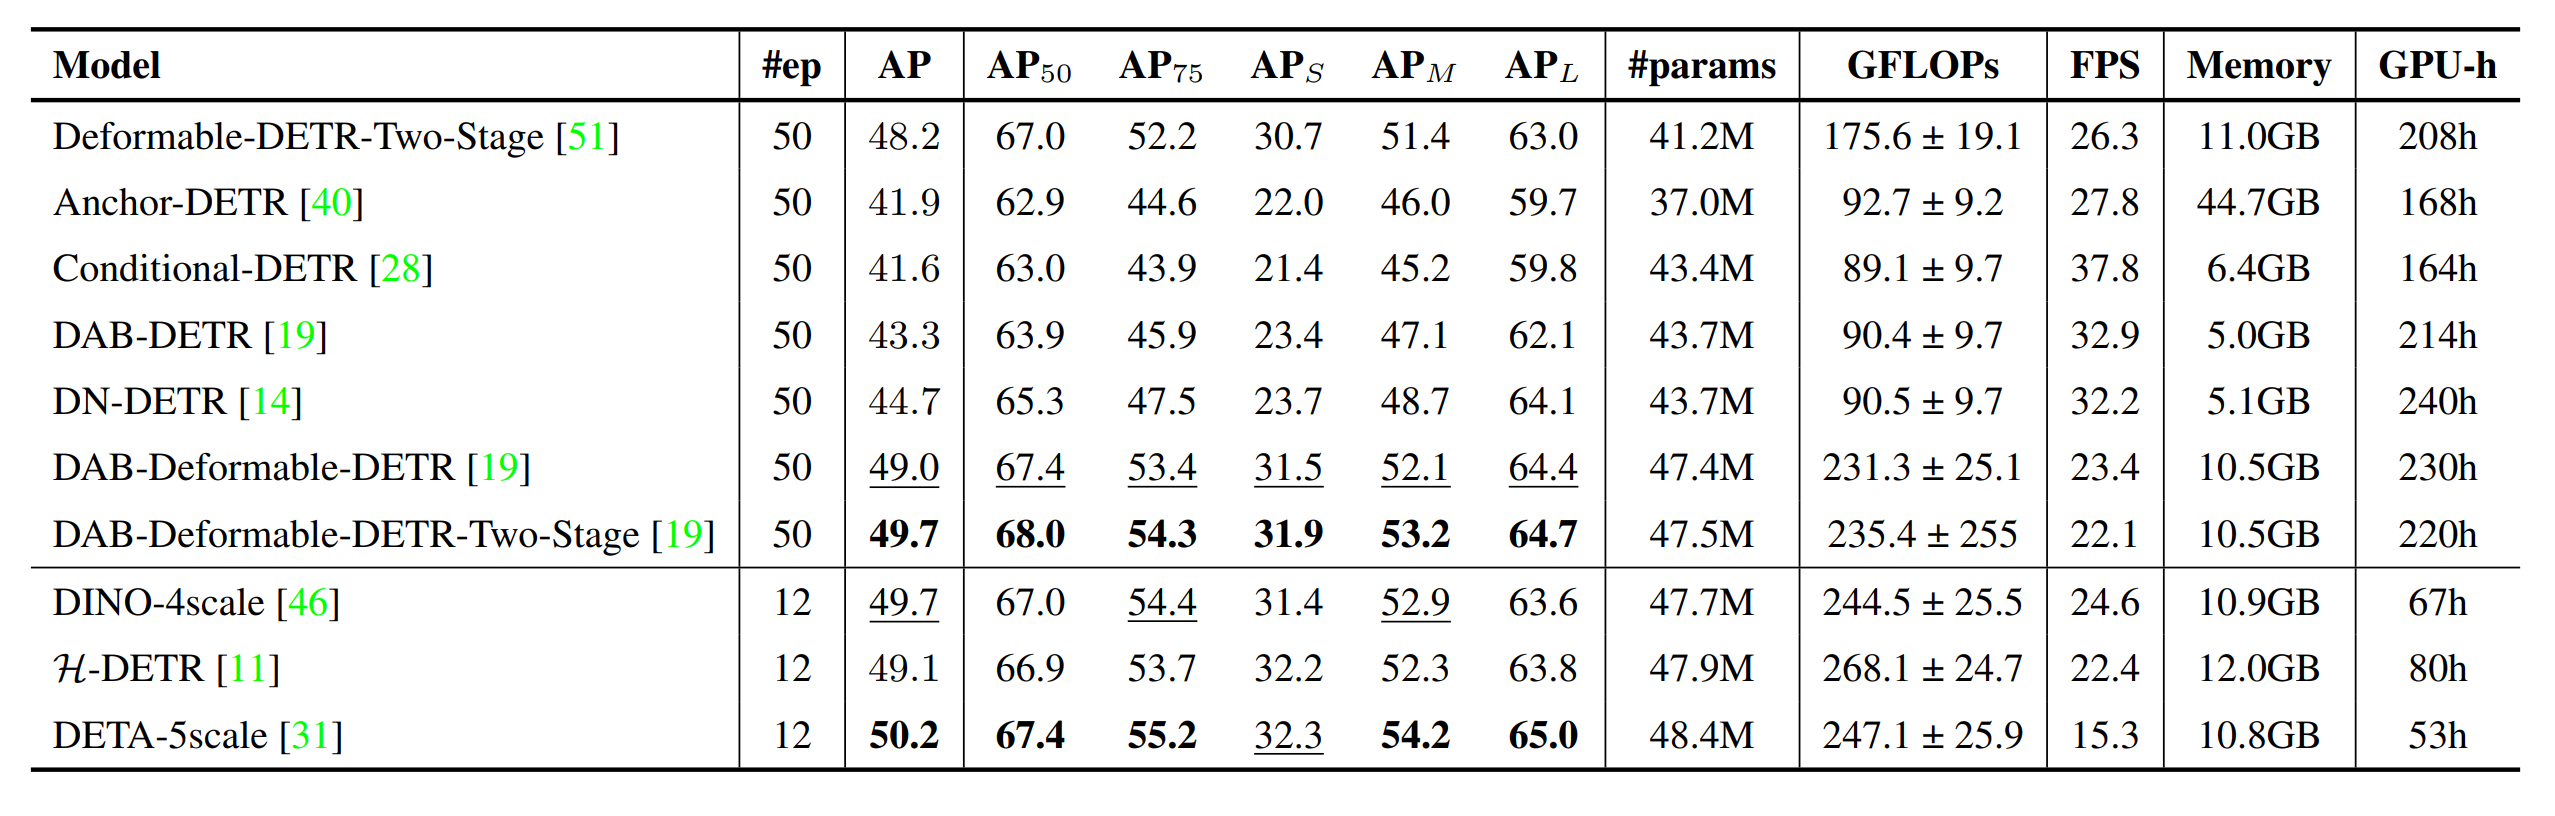 Model #ep AP AP50 AP75 APS APM APL #params GFLOPs FPS Memory GPU-h
Deformable-DETR-Two-Stage [51] 50 48.2 67.0 52.2 30.7 51.4 63.0 41.2M 175.6 ± 19.1 26.3 11.0GB 208h
Anchor-DETR [40] 50 41.9 62.9 44.6 22.0 46.0 59.7 37.0M 92.7 ± 9.2 27.8 44.7GB 168h
Conditional-DETR [28] 50 41.6 63.0 43.9 21.4 45.2 59.8 43.4M 89.1 ± 9.7 37.8 6.4GB 164h
DAB-DETR [19] 50 43.3 63.9 45.9 23.4 47.1 62.1 43.7M 90.4 ± 9.7 32.9 5.0GB 214h
DN-DETR [14] 50 44.7 65.3 47.5 23.7 48.7 64.1 43.7M 90.5 ± 9.7 32.2 5.1GB 240h
DAB-Deformable-DETR [19] 50 49.0 67.4 53.4 31.5 52.1 64.4 47.4M 231.3 ± 25.1 23.4 10.5GB 230h
DAB-Deformable-DETR-Two-Stage [19] 50 49.7 68.0 54.3 31.9 53.2 64.7 47.5M 235.4 ± 255 22.1 10.5GB 220h
DINO-4scale [46] 12 49.7 67.0 54.4 31.4 52.9 63.6 47.7M 244.5 ± 25.5 24.6 10.9GB 67h
ℋ-DETR [11] 12 49.1 66.9 53.7 32.2 52.3 63.8 47.9M 268.1 ± 24.7 22.4 12.0GB 80h
DETA-5scale [31] 12 50.2 67.4 55.2 32.3 54.2 65.0 48.4M 247.1 ± 25.9 15.3 10.8GB 53h